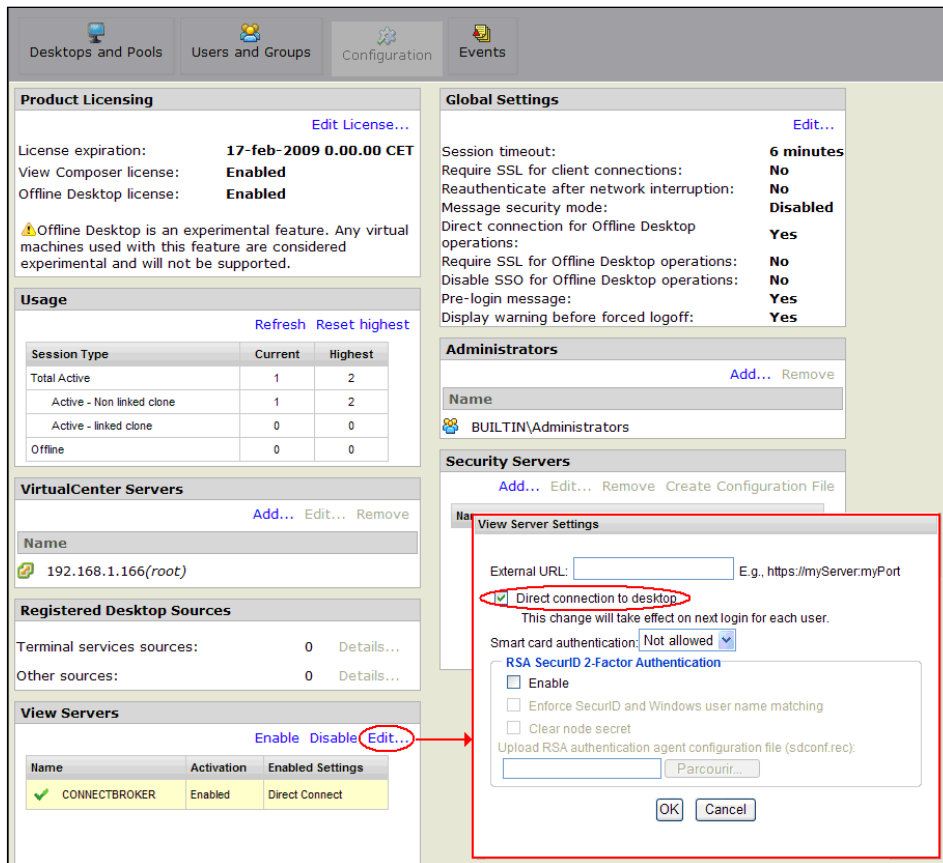 Desktops and Pools
Users and Groups
Configuration
Events
Product Licensing
Edit License...
License expiration: 17-feb-2009 0.00.00 CET
View Composer license: Enabled
Offline Desktop license: Enabled
Offline Desktop is an experimental feature. Any virtual
machines used with this feature are considered
experimental and will not be supported.
Usage
Refresh Reset highest
Session Type Current Highest
Total Active 1 2
Active - Non linked clone 1 2
Active - linked clone 0 0
Offline 0 0
VirtualCenter Servers
Add... Edit... Remove
Name
192.168.1.166(root)
Registered Desktop Sources
Terminal services sources: 0 Details...
Other sources: 0 Details...
View Servers
Enable Disable Edit...
Name Activation Enabled Settings
CONNECTBROKER Enabled Direct Connect
Global Settings
Edit...
Session timeout: 6 minutes
Require SSL for client connections: No
Reauthenticate after network interruption: No
Message security mode: Disabled
Direct connection for Offline Desktop
operations: Yes
Require SSL for Offline Desktop operations: No
Disable SSO for Offline Desktop operations: No
Pre-login message: Yes
Display warning before forced logoff: Yes
Administrators
Add... Remove
Name
BUILTIN\Administrators
Security Servers
Add... Edit... Remove Create Configuration File
View Server Settings
External URL: E.g., https://myServer:myPort
Direct connection to desktop
This change will take effect on next login for each user.
Smart card authentication: Not allowed
RSA SecurID 2-Factor Authentication
Enable
Enforce SecurID and Windows user name matching
Clear node secret
Upload RSA authentication agent configuration file (sdconf.rec):
Parcourir...
OK Cancel